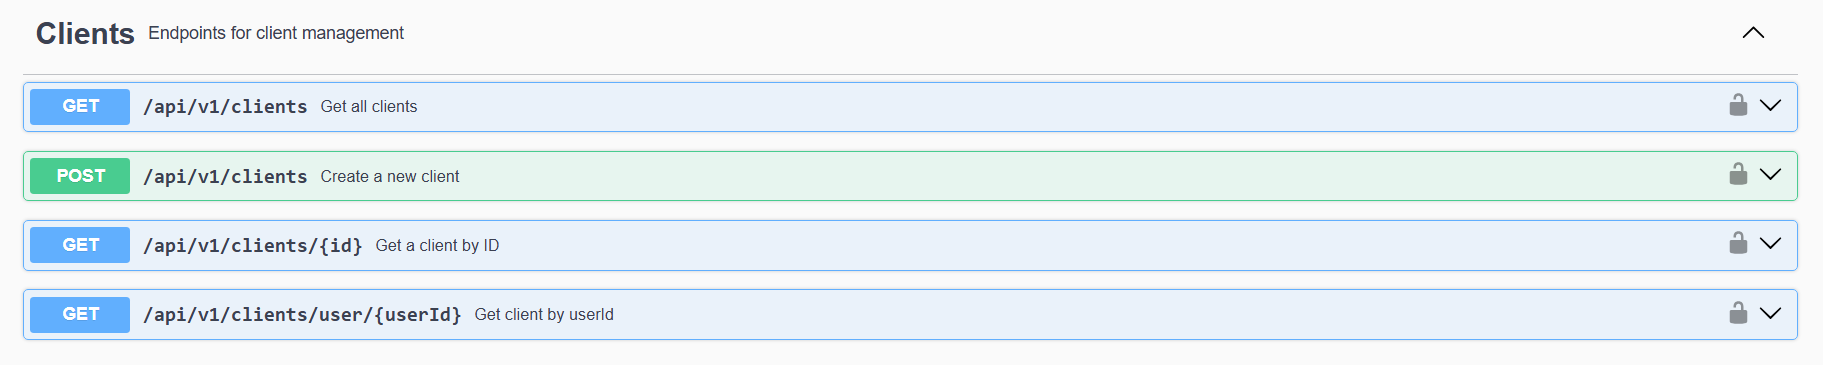 Clients Endpoints for client management
GET /api/v1/clients Get all clients
POST /api/v1/clients Create a new client
GET /api/v1/clients/{id} Get a client by ID
GET /api/v1/clients/user/{userId} Get client by userId